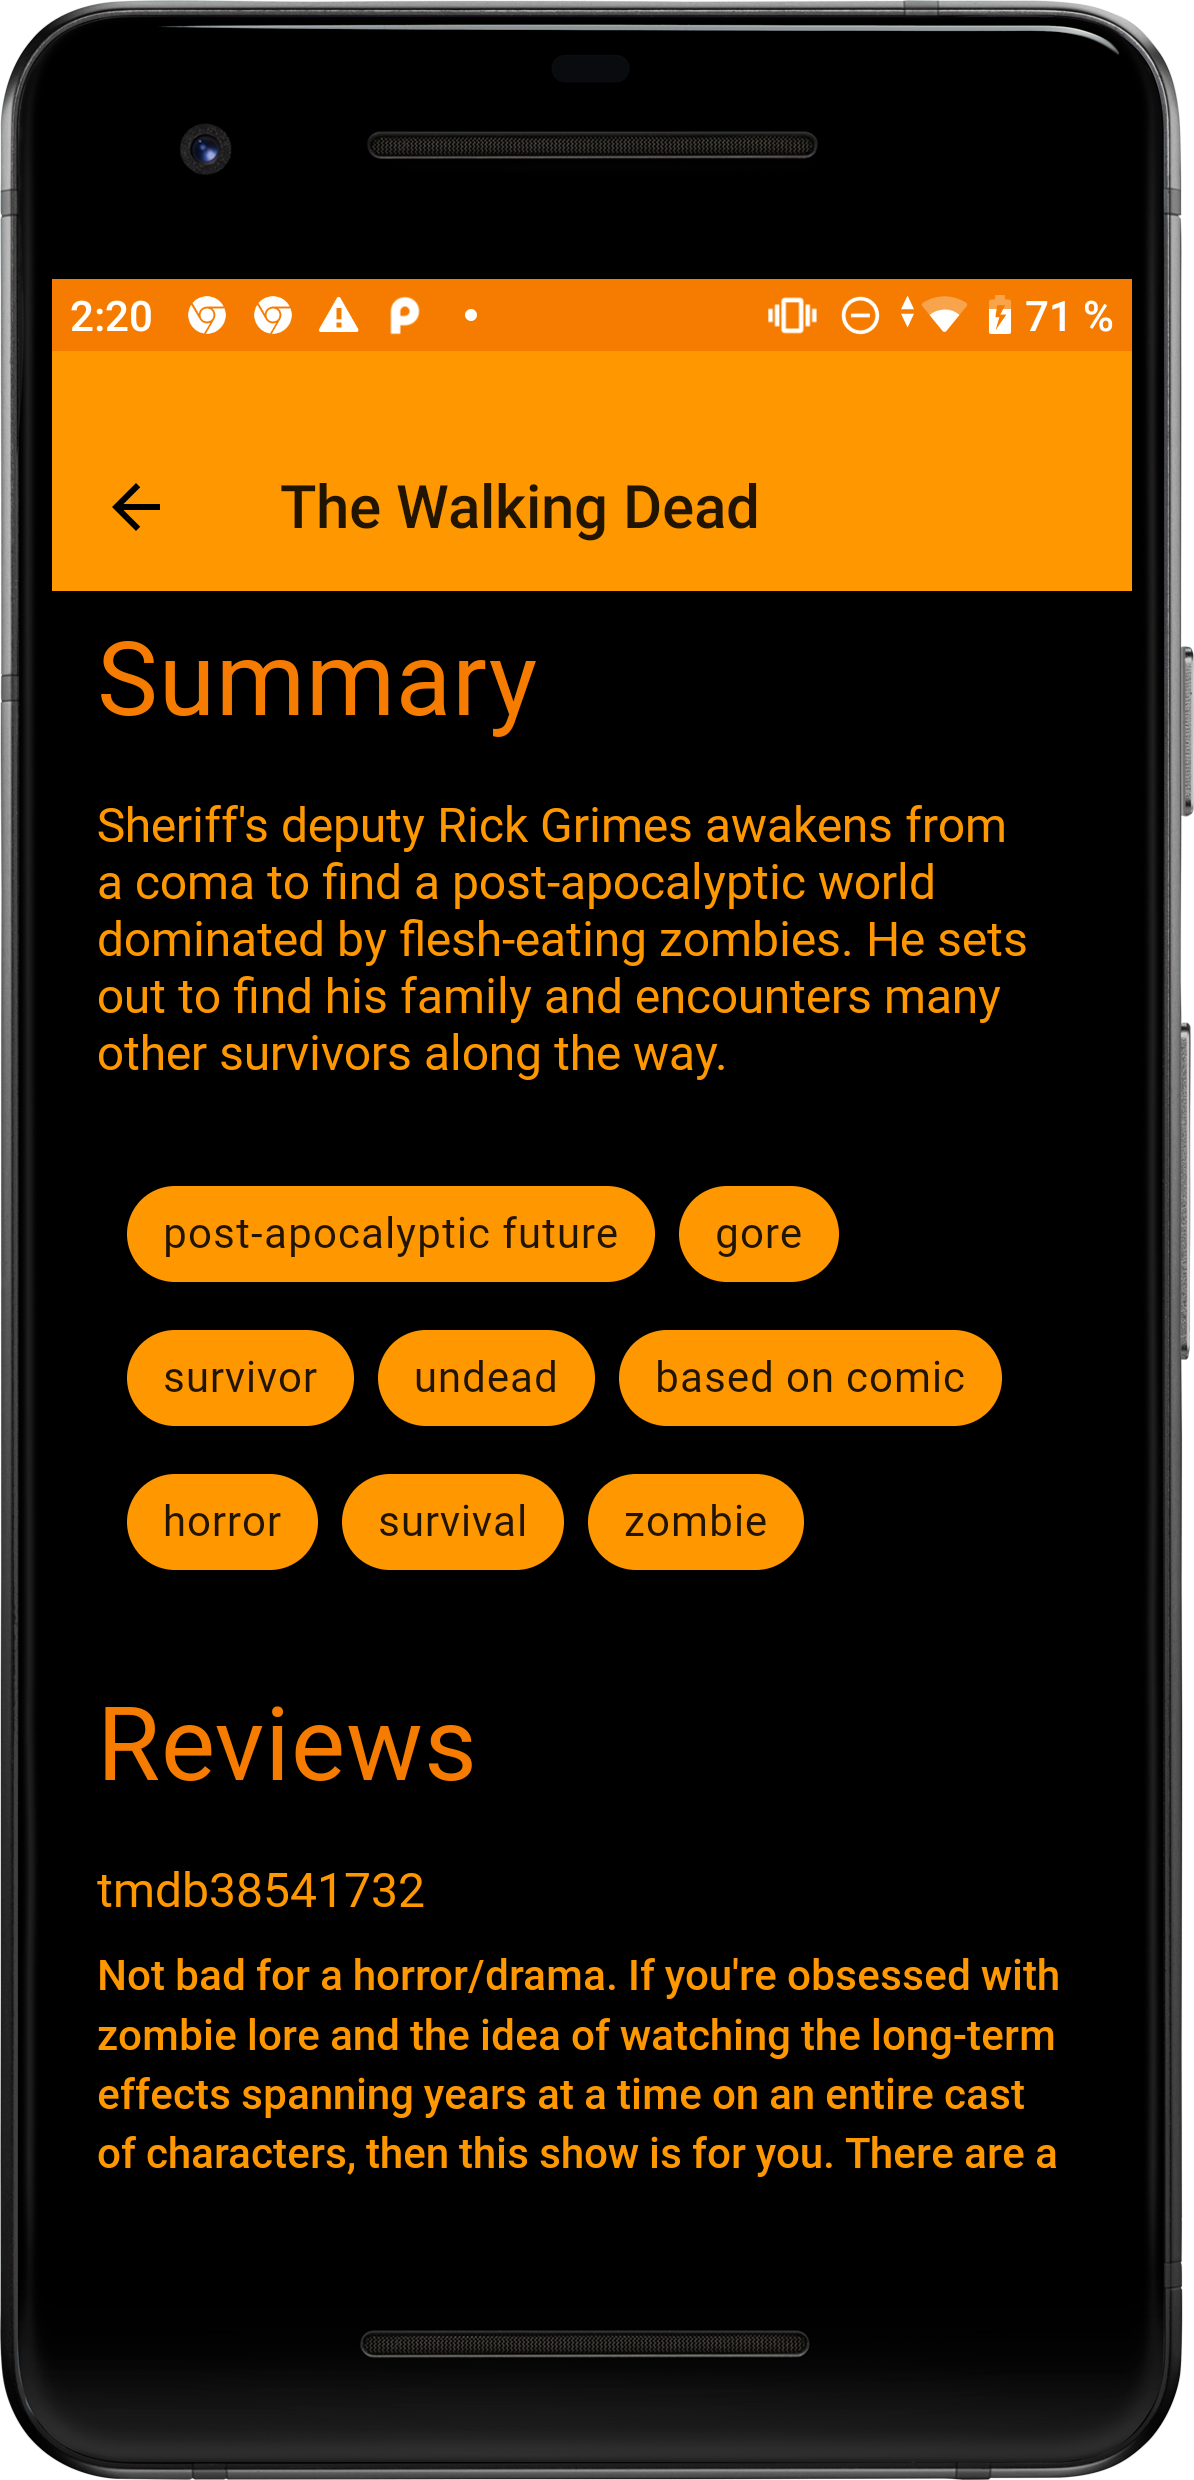 2:20
71 %
The Walking Dead
Summary
Sheriff's deputy Rick Grimes awakens from
a coma to find a post-apocalyptic world
dominated by flesh-eating zombies. He sets
out to find his family and encounters many
other survivors along the way.
post-apocalyptic future gore
survivor undead based on comic
horror survival zombie
Reviews
tmdb38541732
Not bad for a horror/drama. If you're obsessed with
zombie lore and the idea of watching the long-term
effects spanning years at a time on an entire cast
of characters, then this show is for you. There are a